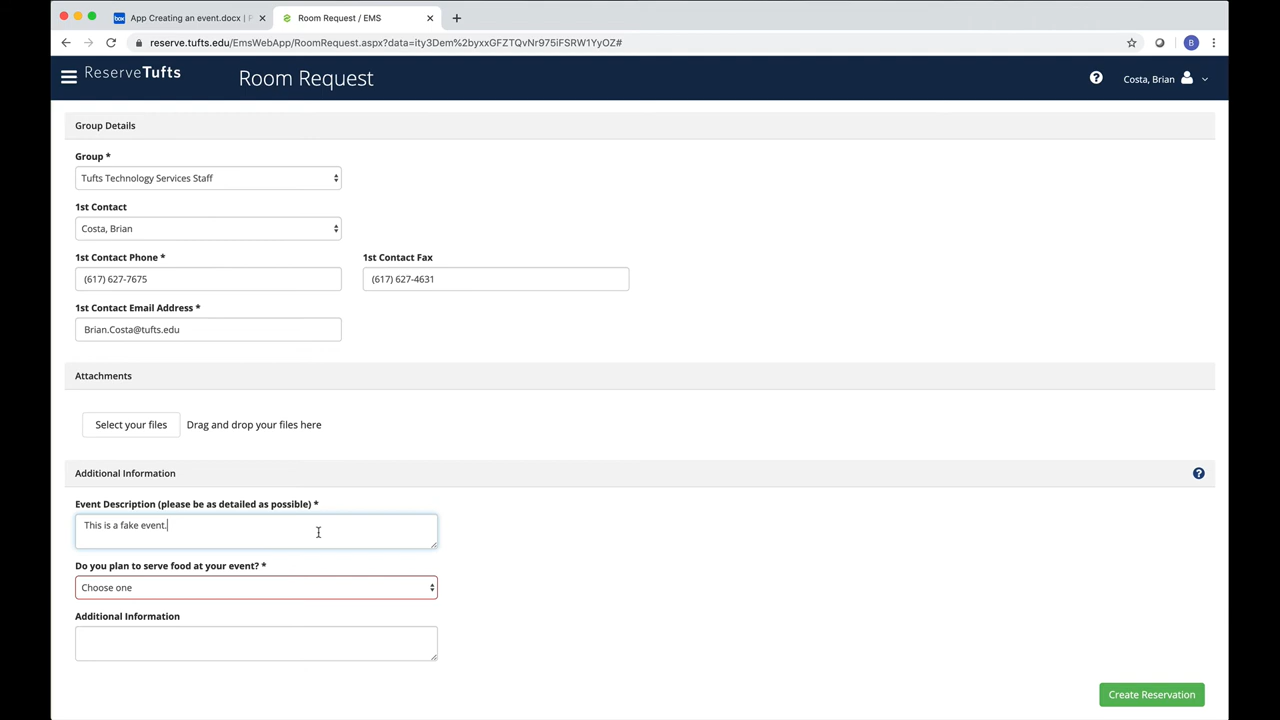 App Creating an event.docx | F
Room Request / EMS
reserve.tufts.edu/EmsWebApp/RoomRequest.aspx?data=ity3Dem%2byxxGFZTQvNr975iFSRW1YyOZ#
B
ReserveTufts
Room Request
Costa, Brian
Group Details
Group *
Tufts Technology Services Staff
1st Contact
Costa, Brian
1st Contact Phone *
1st Contact Fax
(617) 627-7675
(617) 627-4631
1st Contact Email Address *
Brian.Costa@tufts.edu
Attachments
Select your files
Drag and drop your files here
Additional Information
Event Description (please be as detailed as possible) *
This is a fake event.
Do you plan to serve food at your event? *
Choose one
Additional Information
Create Reservation